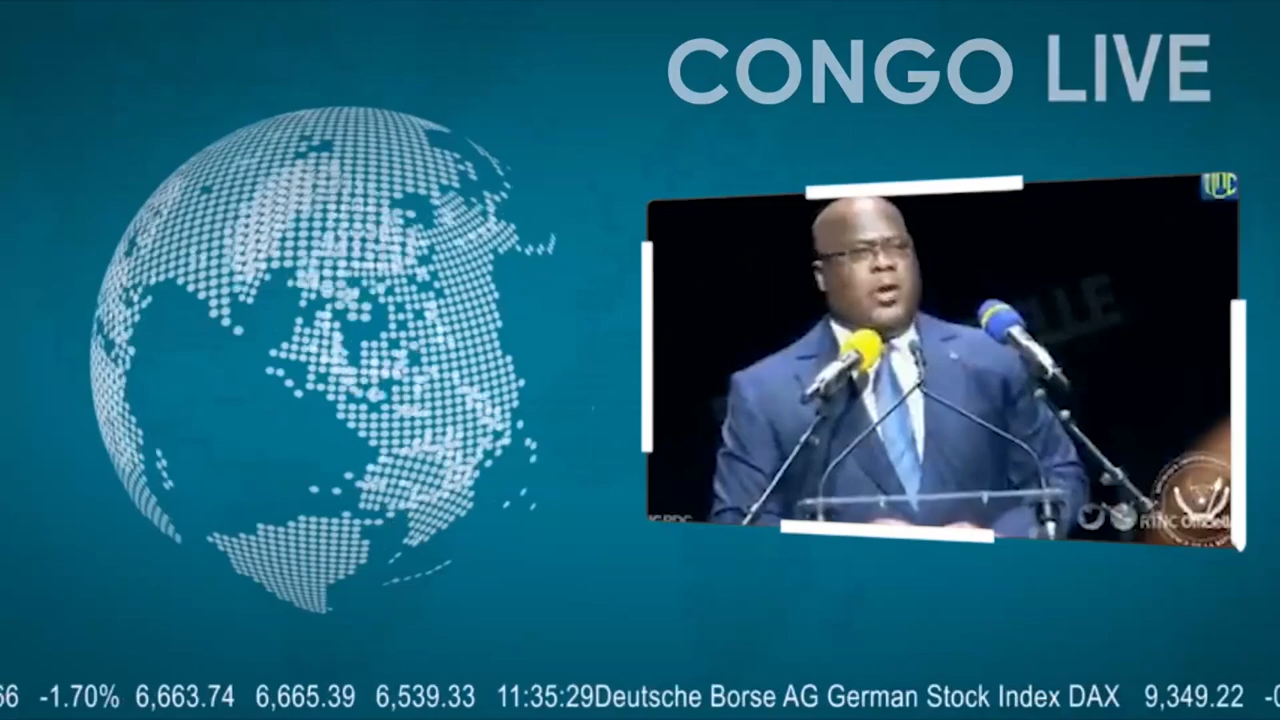 CONGO LIVE
66 -1.70% 6,663.74 6,665.39 6,539.33 11:35:29Deutsche Borse AG German Stock Index DAX 9,349.22